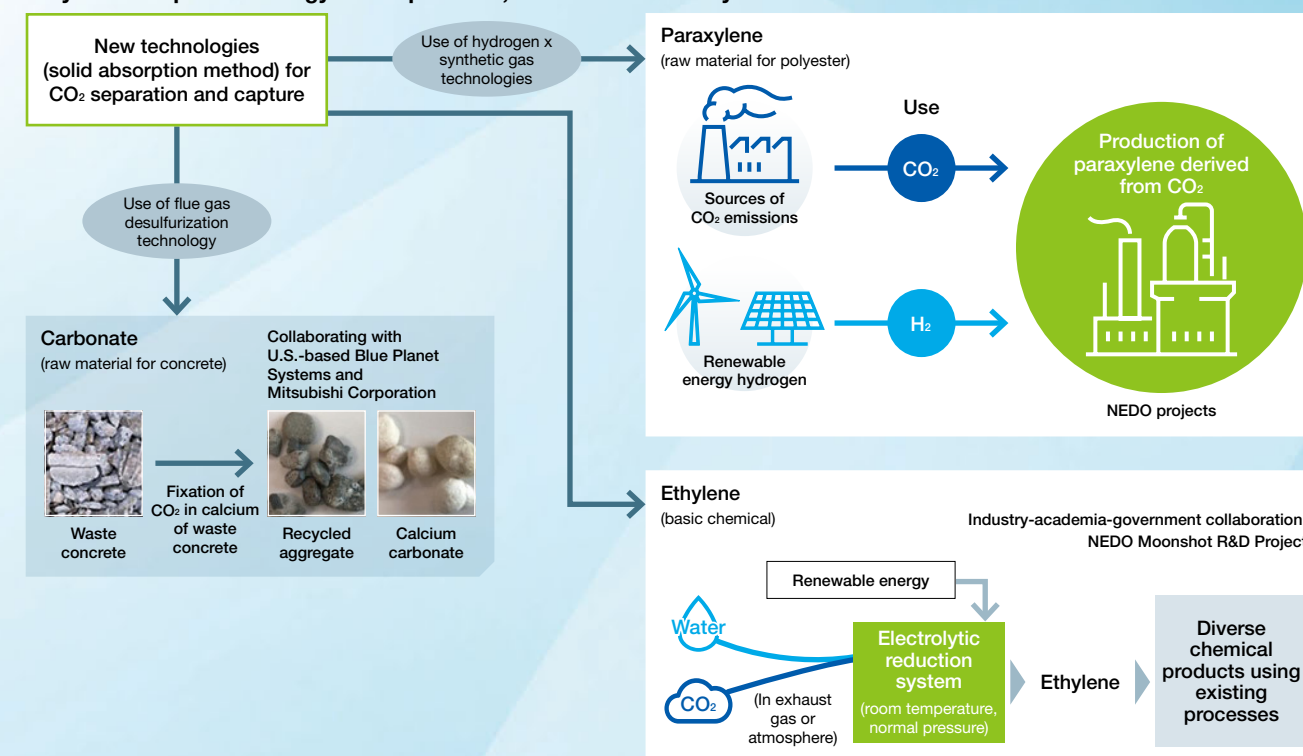 New technologies
(solid absorption method) for
CO₂ separation and capture
Use of hydrogen x
synthetic gas
technologies
Use of flue gas
desulfurization
technology
Carbonate
(raw material for concrete)
Collaborating with
U.S.-based Blue Planet
Systems and
Mitsubishi Corporation
Fixation of
CO₂ in calcium
of waste
concrete
Waste
concrete
Recycled
aggregate
Calcium
carbonate
Paraxylene
(raw material for polyester)
Use
Sources of
CO₂ emissions
CO₂
Renewable
energy hydrogen
H₂
Production of
paraxylene derived
from CO₂
NEDO projects
Ethylene
(basic chemical)
Industry-academia-government collaboration
NEDO Moonshot R&D Project
Renewable energy
Water
CO₂
(In exhaust
gas or
atmosphere)
Electrolytic
reduction
system
(room temperature,
normal pressure)
Ethylene
Diverse
chemical
products using
existing
processes